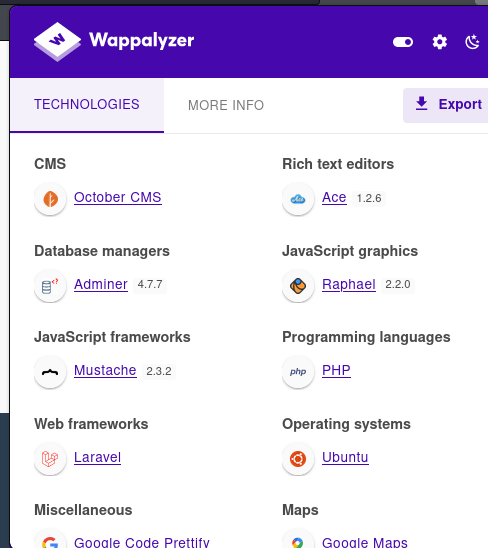 Wappalyzer
TECHNOLOGIES
MORE INFO
Export
CMS
October CMS
Rich text editors
Ace 1.2.6
Database managers
Adminer 4.7.7
JavaScript graphics
Raphael 2.2.0
JavaScript frameworks
Mustache 2.3.2
Programming languages
php PHP
Web frameworks
Laravel
Operating systems
Ubuntu
Miscellaneous
Google Code Prettify
Maps
Google Maps